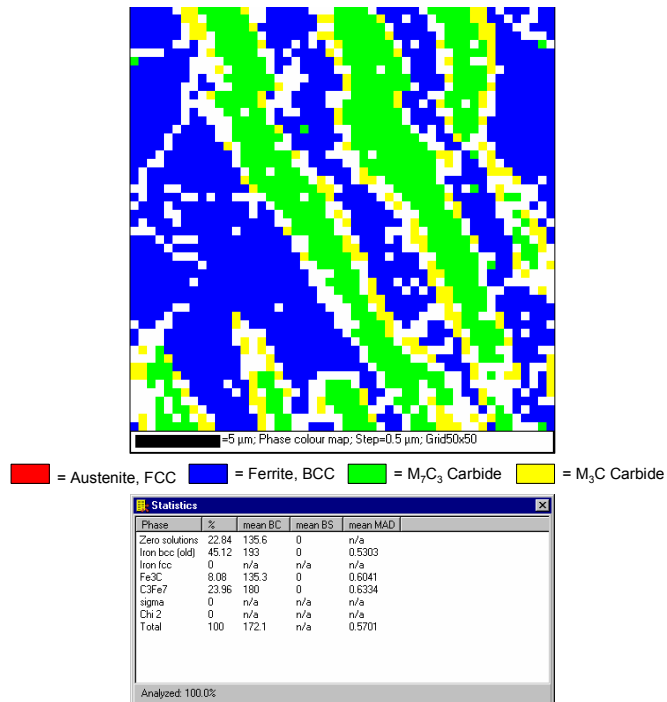 =5 µm; Phase colour map; Step=0.5 µm; Grid50x50
= Austenite, FCC = Ferrite, BCC = M₇C₃ Carbide = M₃C Carbide
Statistics
Phase % mean BC mean BS mean MAD
Zero solutions 22.84 135.6 0 n/a
Iron bcc (old) 45.12 193 0 0.5303
Iron fcc 0 n/a n/a n/a
Fe3C 8.08 135.3 0 0.6041
C3Fe7 23.96 180 0 0.6334
sigma 0 n/a n/a n/a
Chi 2 0 n/a n/a n/a
Total 100 172.1 n/a 0.5701
Analyzed: 100.0%